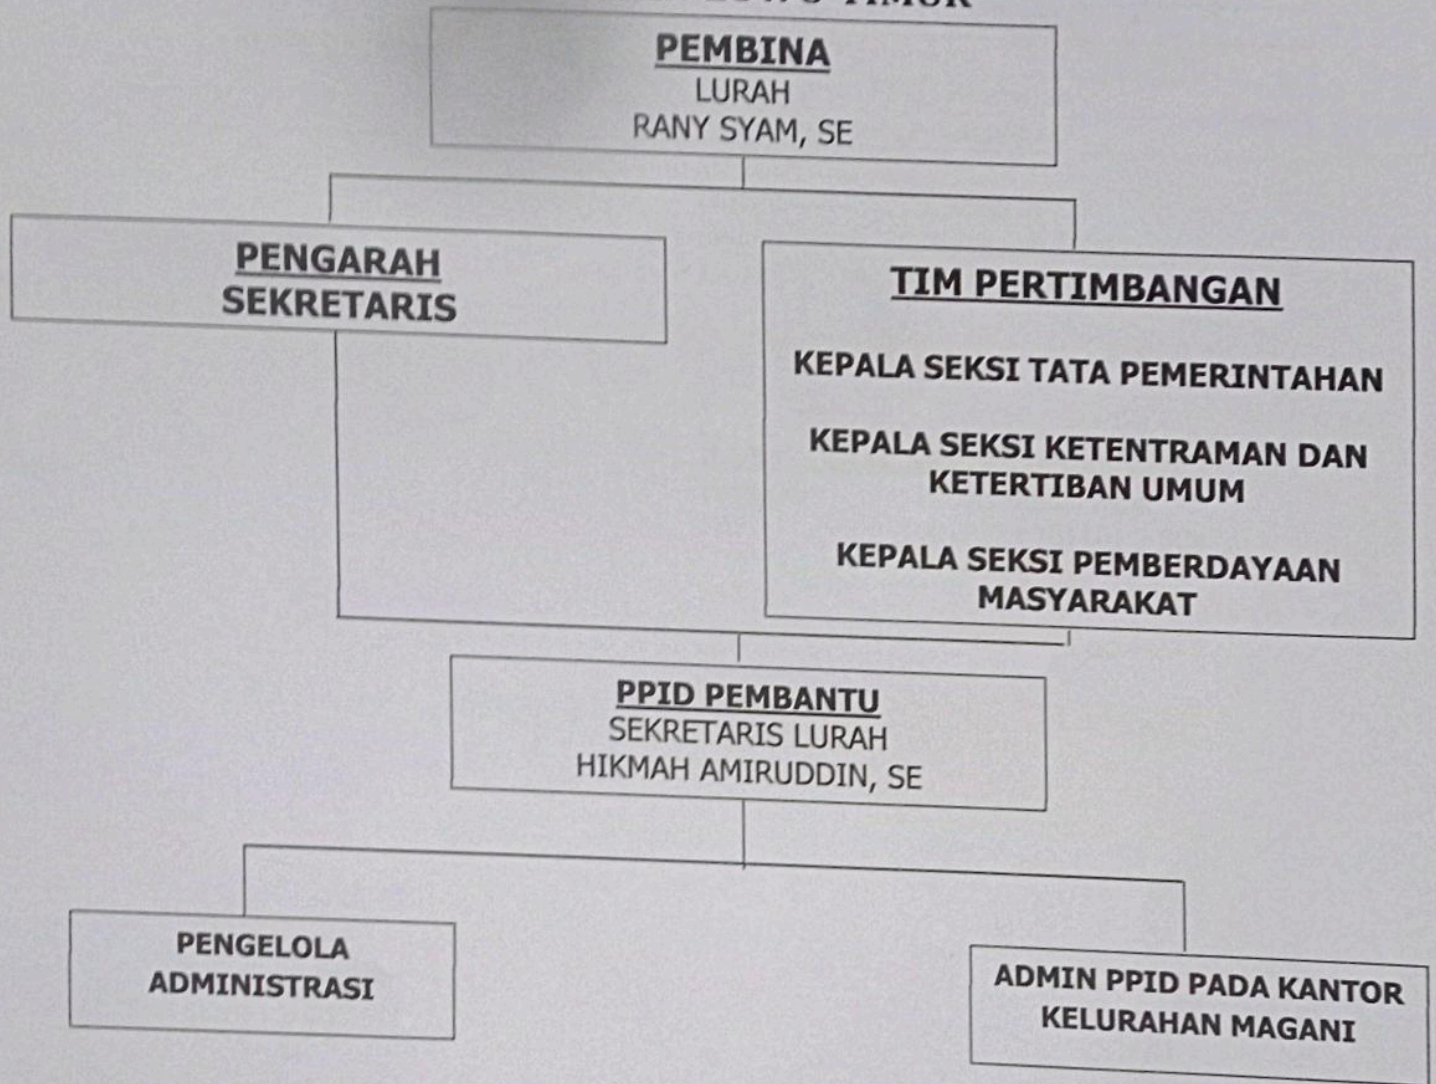 TIMUR
PEMBINA
LURAH
RANY SYAM, SE
PENGARAH
SEKRETARIS
TIM PERTIMBANGAN
KEPALA SEKSI TATA PEMERINTAHAN
KEPALA SEKSI KETENTRAMAN DAN
KETERTIBAN UMUM
KEPALA SEKSI PEMBERDAYAAN
MASYARAKAT
PPID PEMBANTU
SEKRETARIS LURAH
HIKMAH AMIRUDDIN, SE
PENGELOLA
ADMINISTRASI
ADMIN PPID PADA KANTOR
KELURAHAN MAGANI